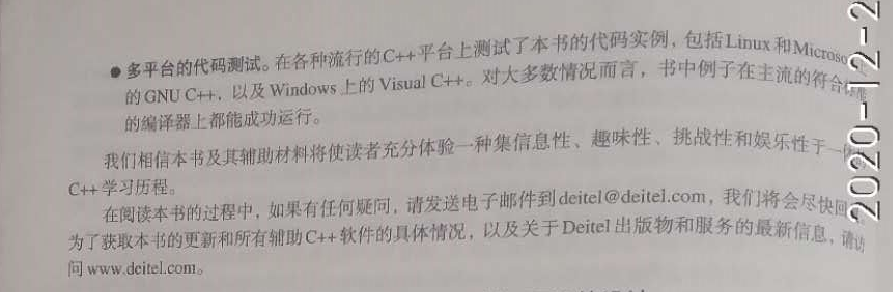 ●多平台的代码测试。在各种流行的C++平台上测试了本书的代码实例，包括Linux和Micros
的GNU C++，以及Windows上的Visual C++。对大多数情况而言，书中例子在主流的符合
的编译器上都能成功运行。
我们相信本书及其辅助材料将使读者充分体验一种集信息性、趣味性、挑战性和娱乐性于一
C++学习历程。
在阅读本书的过程中，如果有任何疑问，请发送电子邮件到deitel@deitel.com，我们将会尽快
为了获取本书的更新和所有辅助C++软件的具体情况，以及关于Deitel出版物和服务的最新信息，请访
问www.deitel.com。
2020-12-2